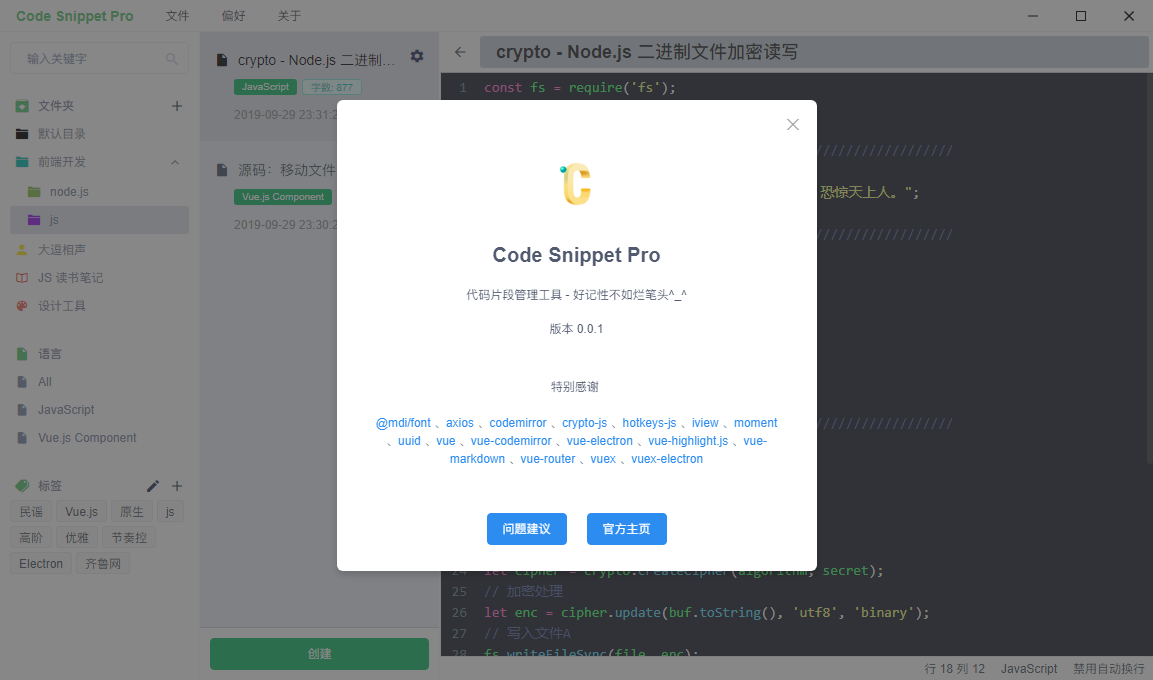 Code Snippet Pro 文件 偏好 关于
输入关键字
文件夹
默认目录
前端开发
node.js
js
大逗相声
JS 读书笔记
设计工具
语言
All
JavaScript
Vue.js Component
标签
民谣 Vue.js 原生 js
高阶 优雅 节奏控
Electron 齐鲁网
crypto - Node.js 二进制...
JavaScript 字数: 877
2019-09-29 23:31:2
源码：移动文件
Vue.js Component
2019-09-29 23:30:2
创建
crypto - Node.js 二进制文件加密读写
1 const fs = require('fs');
//////////////////
恐惊天上人。";
//////////////////
//////////////////
24 let cipher = crypto.createCipher(algorithm, secret);
25 // 加密处理
26 let enc = cipher.update(buf.toString(), 'utf8', 'binary');
27 // 写入文件A
28 fs.writeFileSync(file, enc);
行 18 列 12 JavaScript 禁用自动换行
Code Snippet Pro
代码片段管理工具 - 好记性不如烂笔头^_^
版本 0.0.1
特别感谢
@mdi/font 、axios 、codemirror 、crypto-js 、hotkeys-js 、iview 、moment
、uuid 、vue 、vue-codemirror 、vue-electron 、vue-highlight.js 、vue-
markdown 、vue-router 、vuex 、vuex-electron
问题建议 官方主页